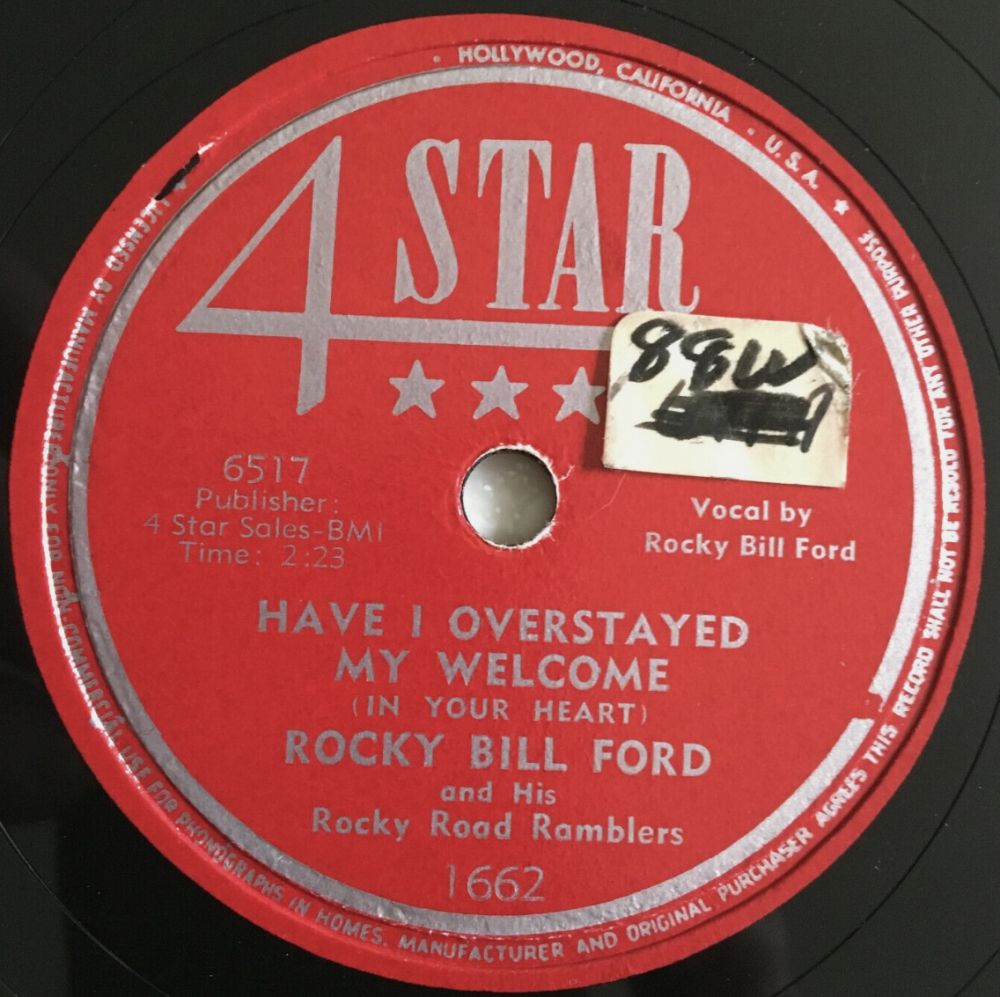 HOLLYWOOD, CALIFORNIA • U.S.A.
4 STAR
88W
6517
Publisher:
4 Star Sales-BMI
Time: 2:23
Vocal by
Rocky Bill Ford
HAVE I OVERSTAYED
MY WELCOME
(IN YOUR HEART)
ROCKY BILL FORD
and His
Rocky Road Ramblers
1662
LICENSED BY MANUFACTURER ONLY FOR NON-COMMERCIAL USE FOR PHONOGRAPHS IN HOMES. MANUFACTURER AND ORIGINAL PURCHASER AGREES THIS RECORD SHALL NOT BE RESOLD FOR ANY OTHER PURPOSE